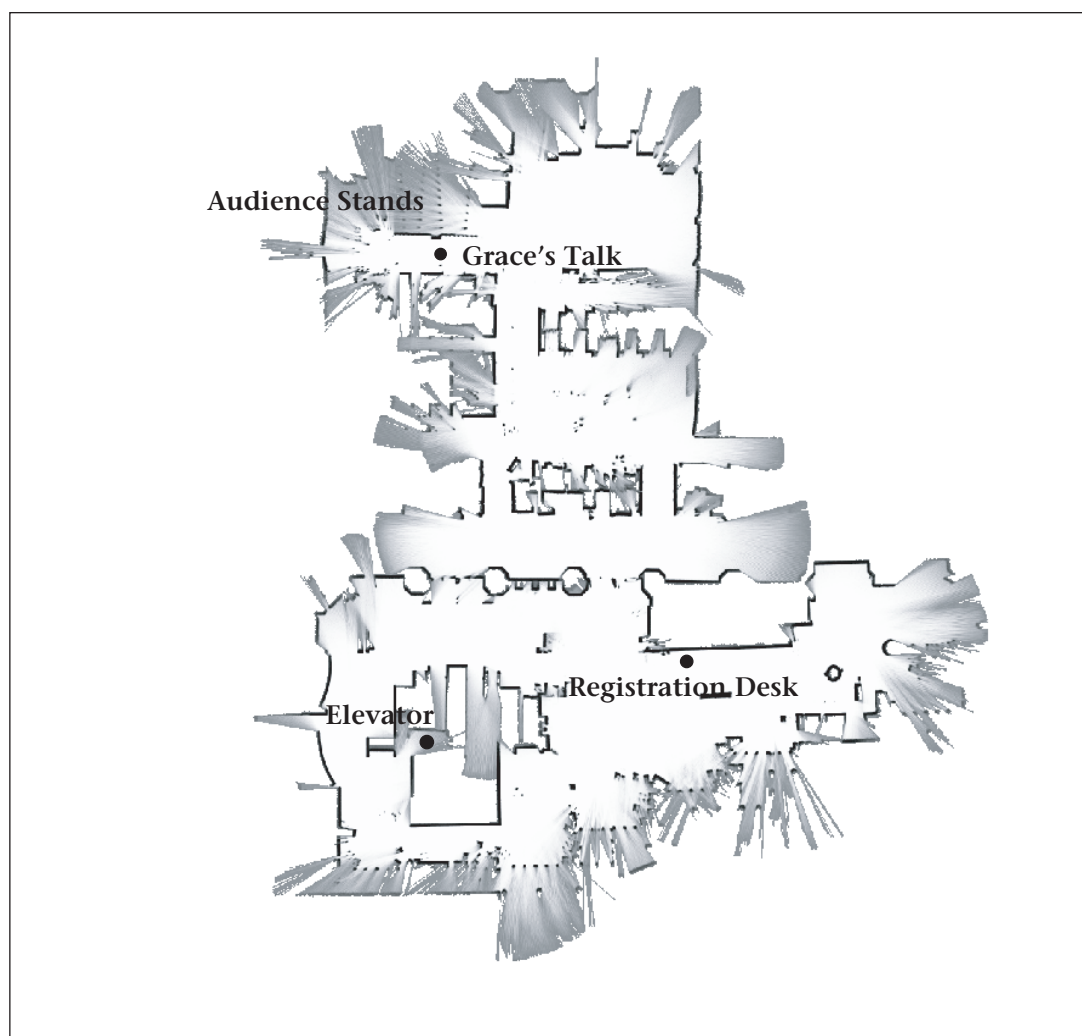 Audience Stands
Grace’s Talk
Registration Desk
Elevator